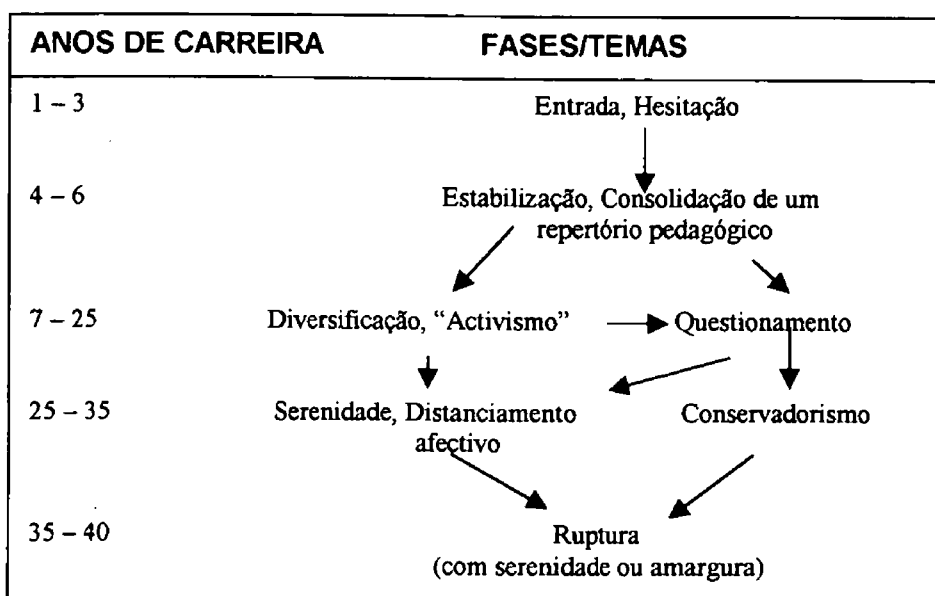 ANOS DE CARREIRA FASES/TEMAS
1 – 3 Entrada, Hesitação
4 – 6 Estabilização, Consolidação de um
repertório pedagógico
7 – 25 Diversificação, “Activismo” Questionamento
25 – 35 Serenidade, Distanciamento Conservadorismo
afectivo
35 – 40 Ruptura
(com serenidade ou amargura)